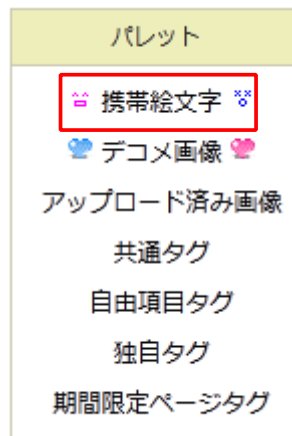 パレット
携帯絵文字
デコメ画像
アップロード済み画像
共通タグ
自由項目タグ
独自タグ
期間限定ページタグ